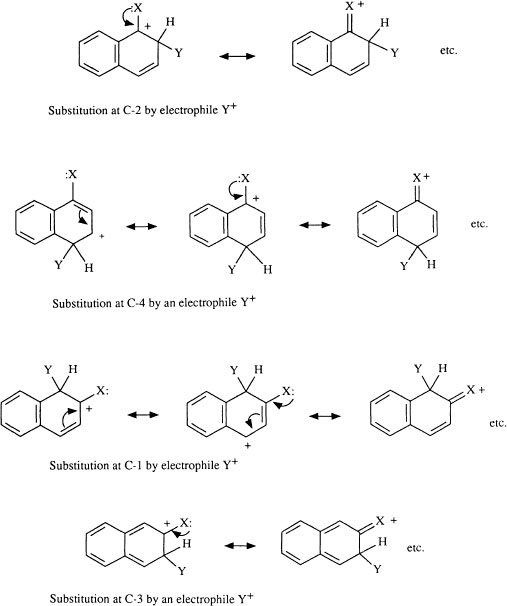 :X
+
H
Y
X+
H
Y
etc.
Substitution at C-2 by electrophile Y+
:X
+
Y
H
:X
+
Y
H
X+
Y
H
etc.
Substitution at C-4 by an electrophile Y+
Y
H
X:
+
Y
H
X:
+
Y
H
X +
etc.
Substitution at C-1 by electrophile Y+
+
X:
H
Y
X +
H
Y
etc.
Substitution at C-3 by an electrophile Y+